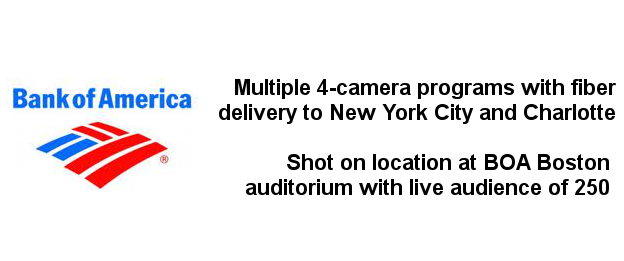 Bank of America
®
Multiple 4-camera programs with fiber
delivery to New York City and Charlotte
Shot on location at BOA Boston
auditorium with live audience of 250